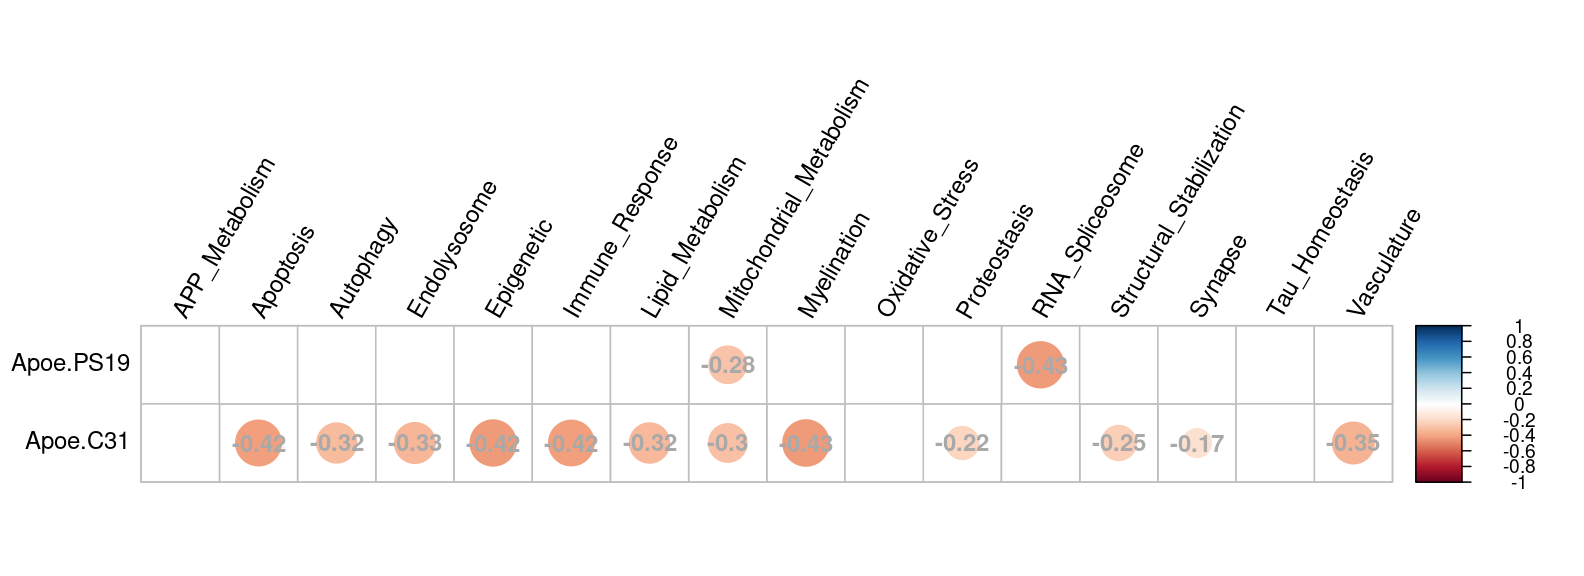 APP_Metabolism
Apoptosis
Autophagy
Endolysosome
Epigenetic
Immune_Response
Lipid_Metabolism
Mitochondrial_Metabolism
Myelination
Oxidative_Stress
Proteostasis
RNA_Spliceosome
Structural_Stabilization
Synapse
Tau_Homeostasis
Vasculature
Apoe.PS19
-0.28
-0.43
Apoe.C31
-0.42
-0.32
-0.33
-0.42
-0.42
-0.32
-0.3
-0.43
-0.22
-0.25
-0.17
-0.35
1
0.8
0.6
0.4
0.2
0
-0.2
-0.4
-0.6
-0.8
-1